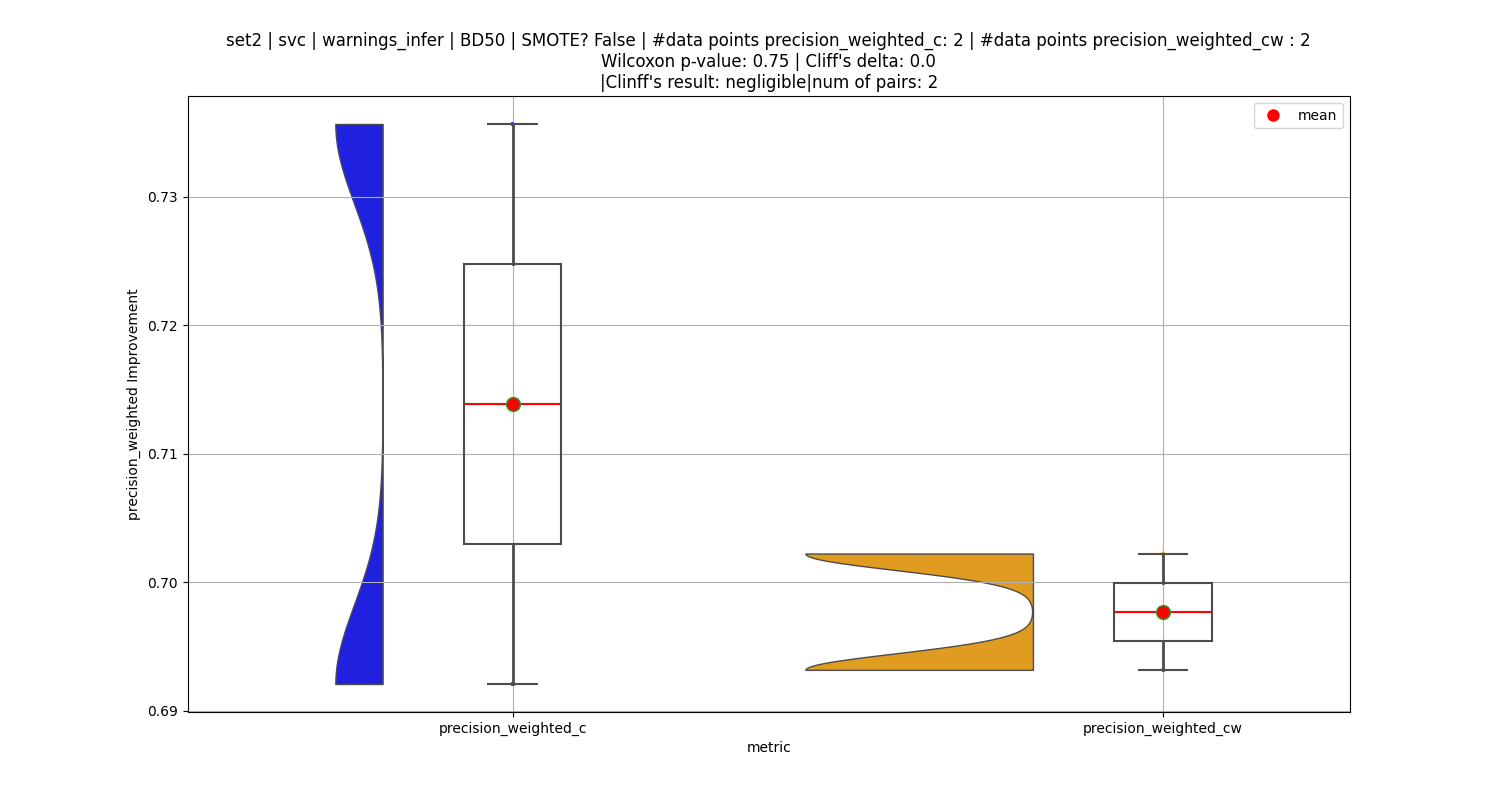 set2 | svc | warnings_infer | BD50 | SMOTE? False | #data points precision_weighted_c: 2 | #data points precision_weighted_cw : 2
Wilcoxon p-value: 0.75 | Cliff's delta: 0.0
|Clinff's result: negligible|num of pairs: 2
mean
0.73
0.72
0.71
0.70
0.69
precision_weighted Improvement
precision_weighted_c
precision_weighted_cw
metric